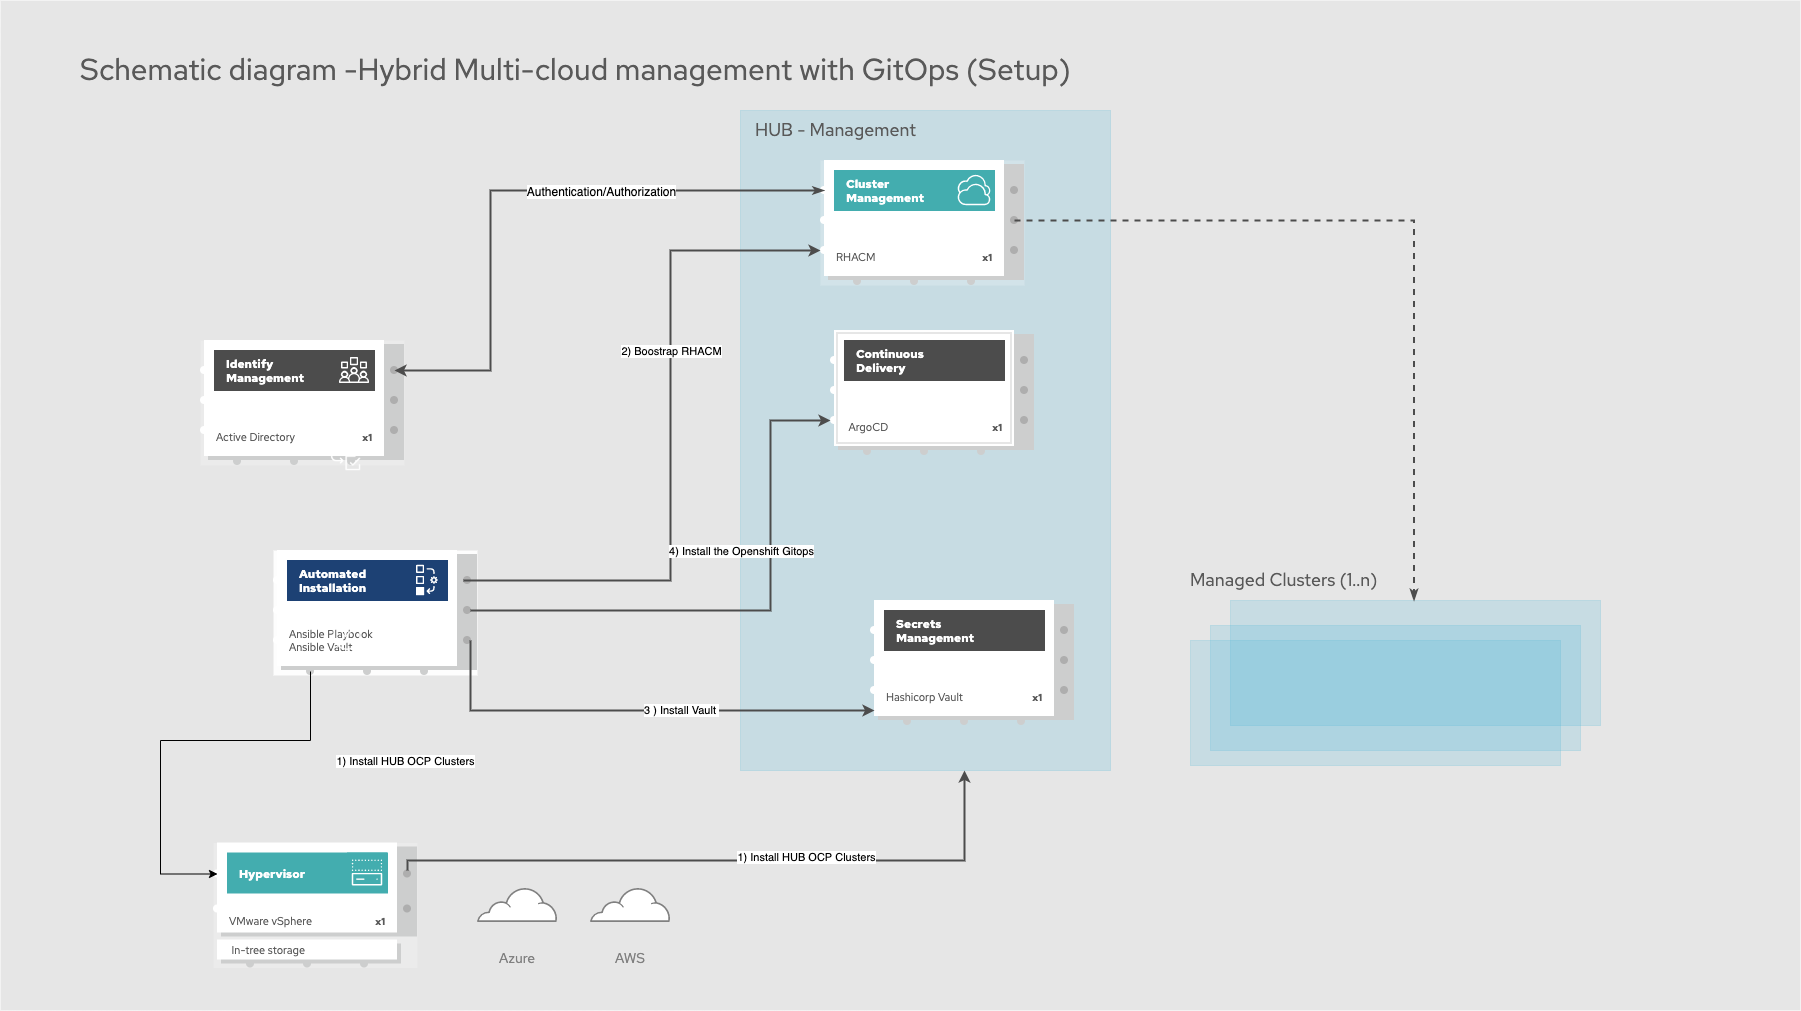 Schematic diagram -Hybrid Multi-cloud management with GitOps (Setup)
HUB - Management
Cluster
Management
RHACM x1
Authentication/Authorization
2) Boostrap RHACM
Identify
Management
Active Directory x1
Continuous
Delivery
ArgoCD x1
4) Install the Openshift Gitops
Automated
Installation
Ansible Playbook
Ansible Vault
Managed Clusters (1..n)
Secrets
Management
Hashicorp Vault x1
3 ) Install Vault
1) Install HUB OCP Clusters
Hypervisor
VMware vSphere x1
In-tree storage
1) Install HUB OCP Clusters
Azure
AWS